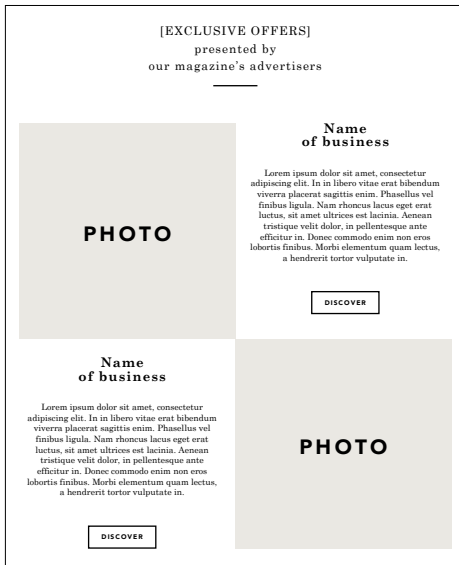 [EXCLUSIVE OFFERS]
presented by
our magazine's advertisers
PHOTO
Name
of business
Lorem ipsum dolor sit amet, consectetur
adipiscing elit. In in libero vitae erat bibendum
viverra placerat sagittis enim. Phasellus vel
finibus ligula. Nam rhoncus lacus eget erat
luctus, sit amet ultrices est lacinia. Aenean
tristique velit dolor, in pellentesque ante
efficitur in. Donec commodo enim non eros
lobortis finibus. Morbi elementum quam lectus,
a hendrerit tortor vulputate in.
DISCOVER
Name
of business
Lorem ipsum dolor sit amet, consectetur
adipiscing elit. In in libero vitae erat bibendum
viverra placerat sagittis enim. Phasellus vel
finibus ligula. Nam rhoncus lacus eget erat
luctus, sit amet ultrices est lacinia. Aenean
tristique velit dolor, in pellentesque ante
efficitur in. Donec commodo enim non eros
lobortis finibus. Morbi elementum quam lectus,
a hendrerit tortor vulputate in.
DISCOVER
PHOTO